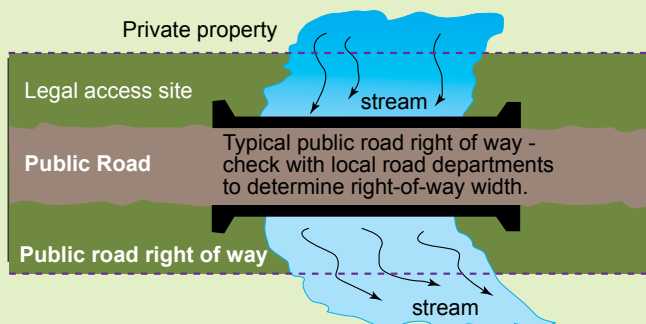 Private property
Legal access site
stream
Typical public road right of way -
Public Road
check with local road departments
to determine right-of-way width.
Public road right of way
stream